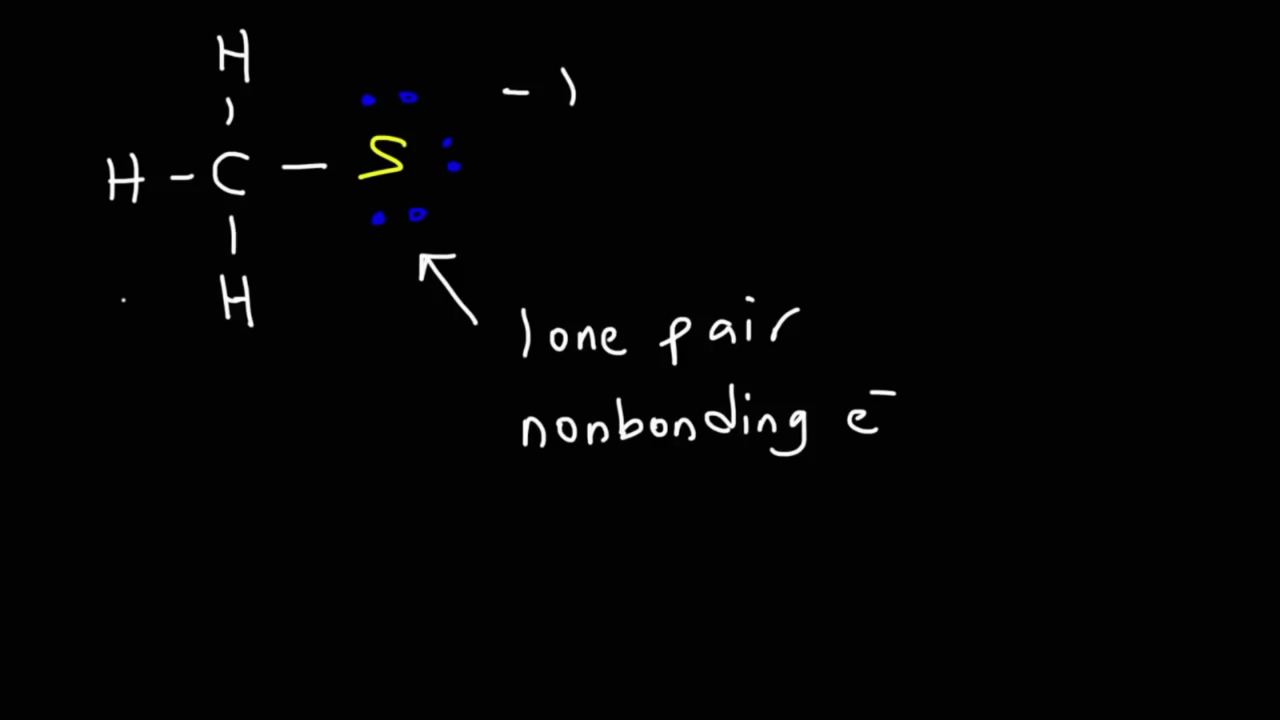 H
-1
H - C - S
H
lone pair
nonbonding e⁻